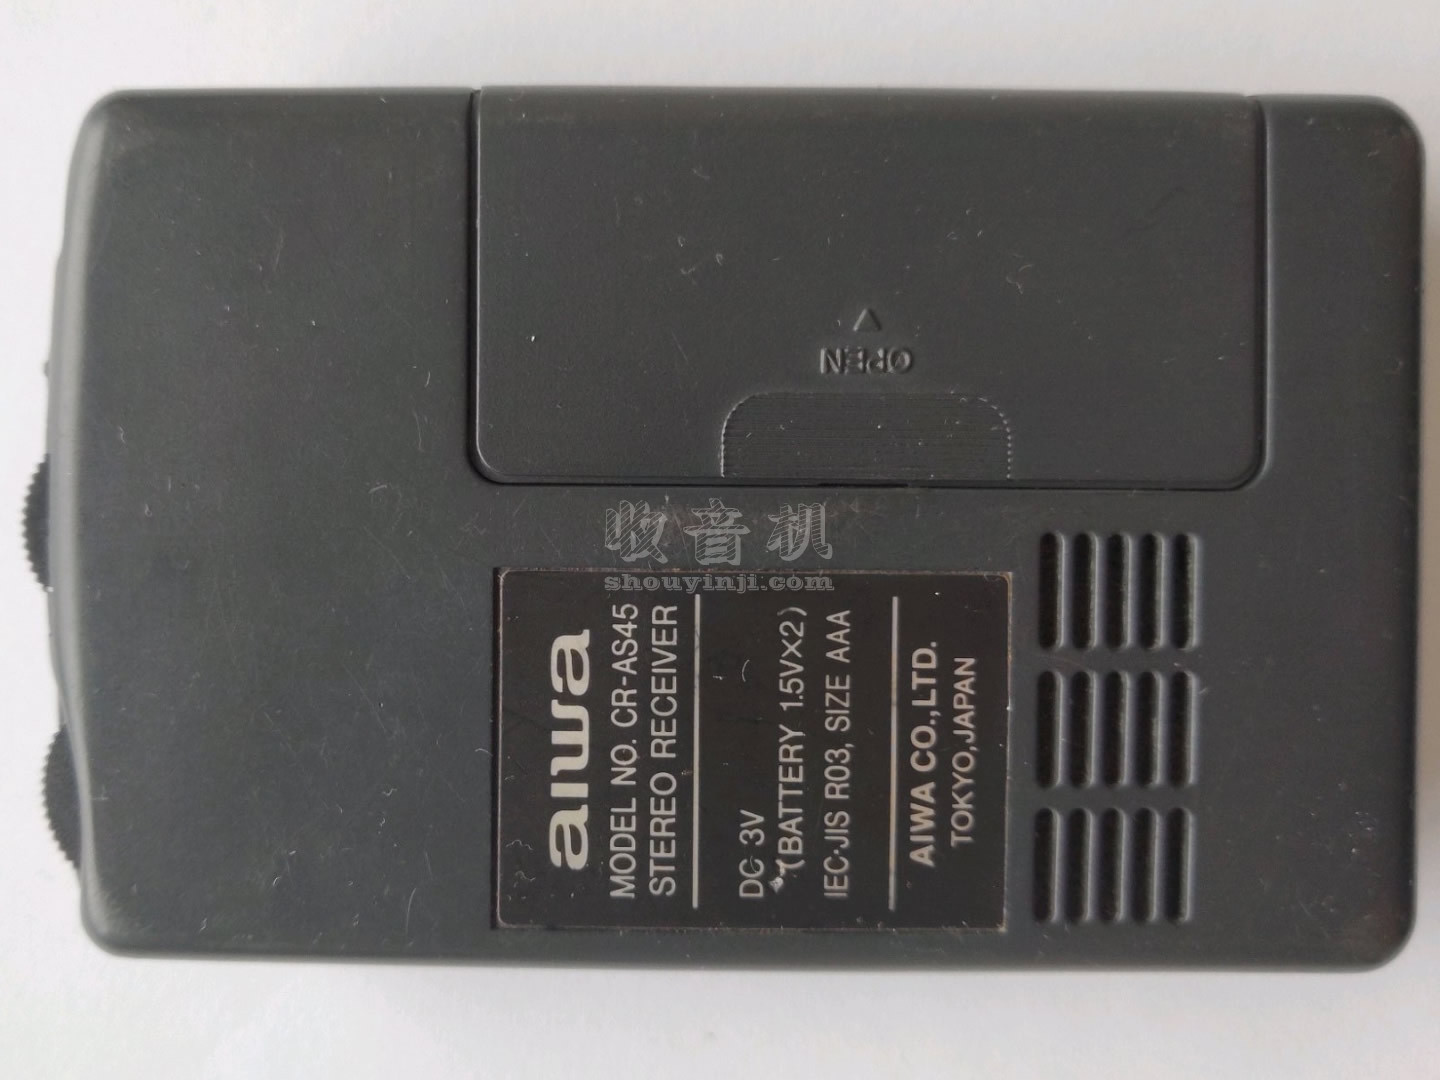 OPEN
收音机
shouyinji.com
aiwa
MODEL NO. CR-AS45
STEREO RECEIVER
DC 3V
(BATTERY 1.5V×2)
IEC·JIS R03, SIZE AAA
AIWA CO.,LTD.
TOKYO,JAPAN